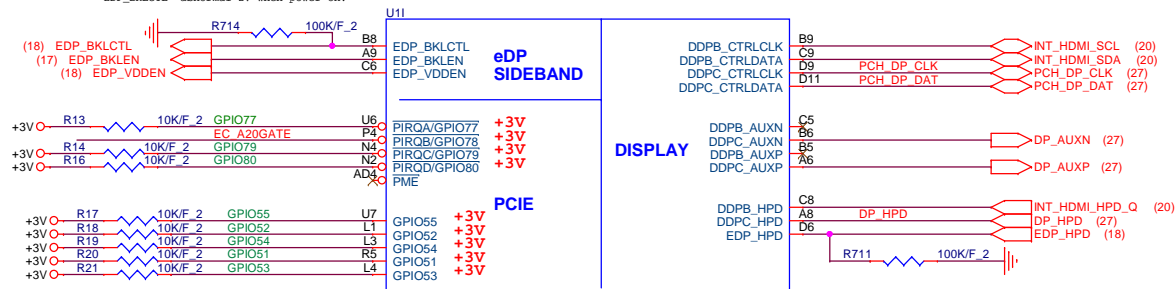 U1I
R714 100K/F_2
(18) EDP_BKLCTL B8 EDP_BKLCTL
(17) EDP_BKLEN A9 EDP_BKLEN
(18) EDP_VDDEN C6 EDP_VDDEN
eDP
SIDEBAND
+3V R13 10K/F_2 GPIO77 U6 PIRQA/GPIO77 +3V
EC_A20GATE P4 PIRQB/GPIO78 +3V
+3V R14 10K/F_2 GPIO79 N4 PIRQC/GPIO79 +3V
+3V R16 10K/F_2 GPIO80 N2 PIRQD/GPIO80 +3V
AD4 PME
PCIE
+3V R17 10K/F_2 GPIO55 U7 GPIO55 +3V
+3V R18 10K/F_2 GPIO52 L1 GPIO52 +3V
+3V R19 10K/F_2 GPIO54 L3 GPIO54 +3V
+3V R20 10K/F_2 GPIO51 R5 GPIO51 +3V
+3V R21 10K/F_2 GPIO53 L4 GPIO53 +3V
DISPLAY
DDPB_CTRLCLK B9 INT_HDMI_SCL (20)
DDPB_CTRLDATA C9 INT_HDMI_SDA (20)
DDPC_CTRLCLK D9 PCH_DP_CLK PCH_DP_CLK (27)
DDPC_CTRLDATA D11 PCH_DP_DAT PCH_DP_DAT (27)
DDPB_AUXN C5
DDPC_AUXN B6 DP_AUXN (27)
DDPB_AUXP B5
DDPC_AUXP A6 DP_AUXP (27)
DDPB_HPD C8 INT_HDMI_HPD_Q (20)
DDPC_HPD A8 DP_HPD DP_HPD (27)
EDP_HPD D6 EDP_HPD (18)
R711 100K/F_2